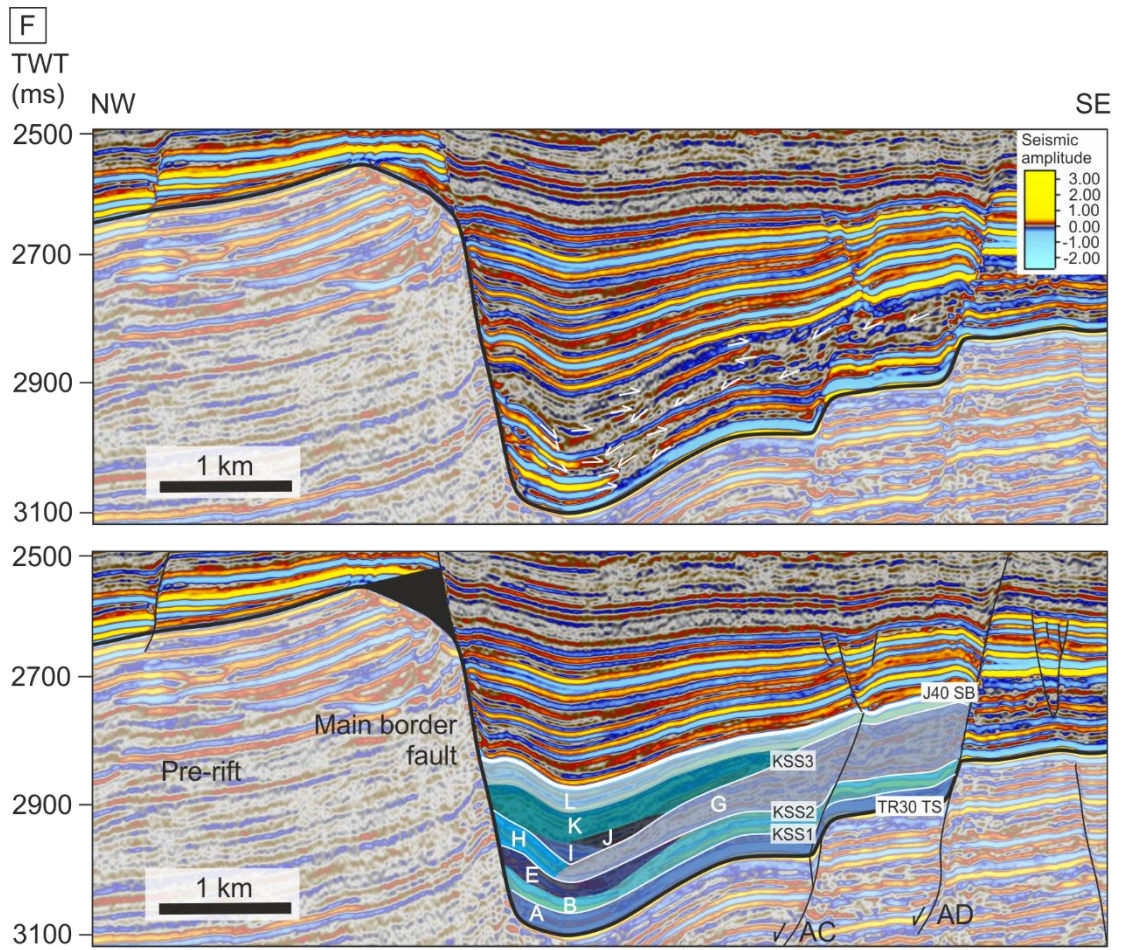 F
TWT
(ms)
NW
SE
2500
Seismic
amplitude
3.00
2.00
1.00
0.00
-1.00
-2.00
2700
2900
1 km
3100
2500
2700
J40 SB
Main border
fault
Pre-rift
KSS3
L
2900
G
K
KSS2
TR30 TS
J
H
KSS1
I
E
1 km
B
A
AC
AD
3100